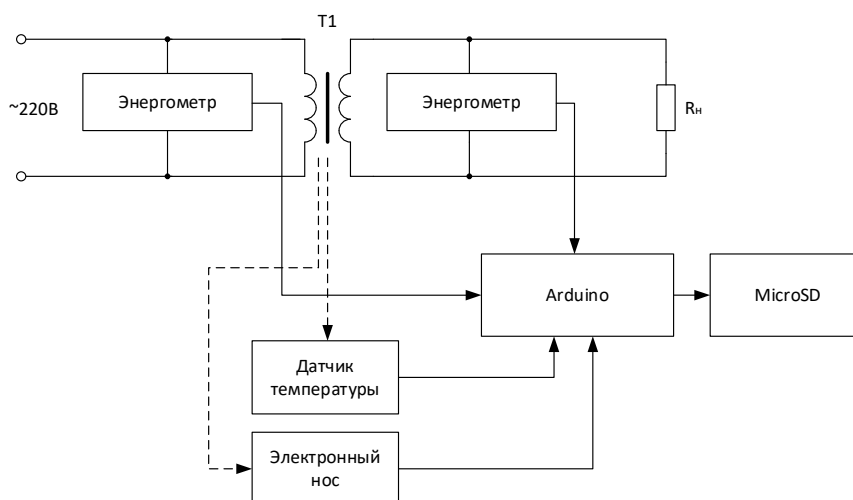 T1
~220В
Энергометр
Энергометр
Rн
Arduino
MicroSD
Датчик
температуры
Электронный
нос